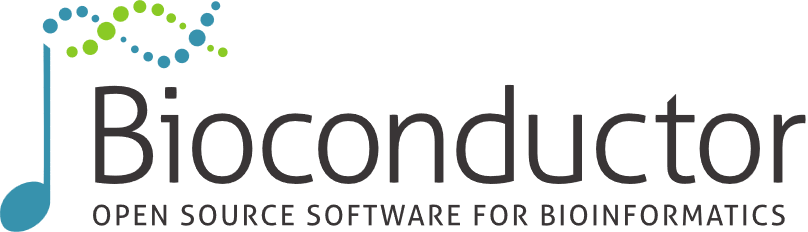 Bioconductor
OPEN SOURCE SOFTWARE FOR BIOINFORMATICS